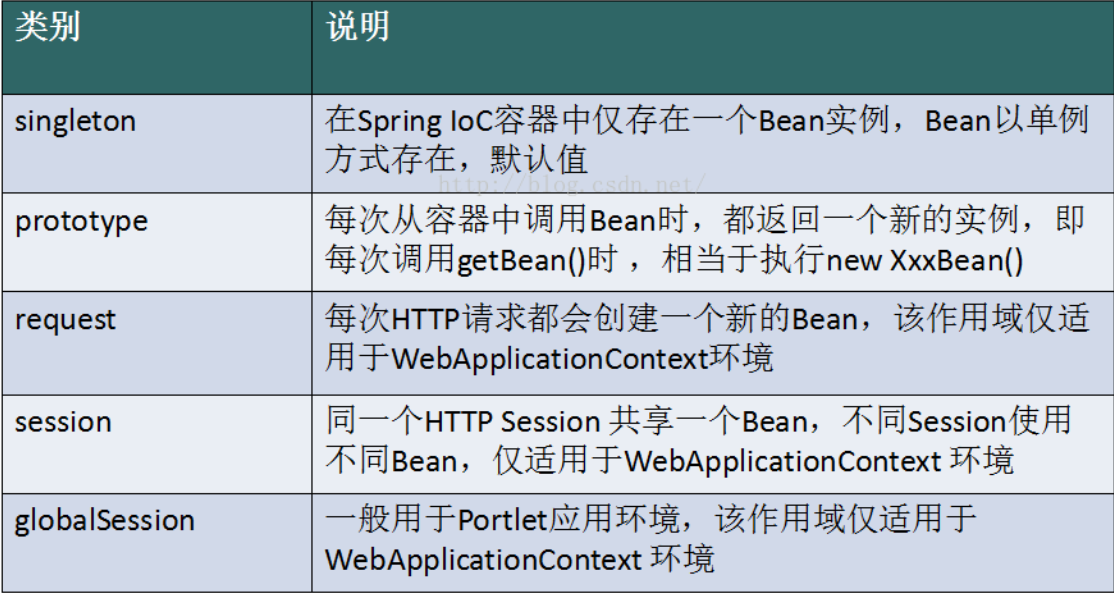 类别 说明
singleton 在Spring IoC容器中仅存在一个Bean实例，Bean以单例
方式存在，默认值
http://blog.csdn.net/
prototype 每次从容器中调用Bean时，都返回一个新的实例，即
每次调用getBean()时 ，相当于执行new XxxBean()
request 每次HTTP请求都会创建一个新的Bean，该作用域仅适
用于WebApplicationContext环境
session 同一个HTTP Session 共享一个Bean，不同Session使用
不同Bean，仅适用于WebApplicationContext 环境
globalSession 一般用于Portlet应用环境，该作用域仅适用于
WebApplicationContext 环境